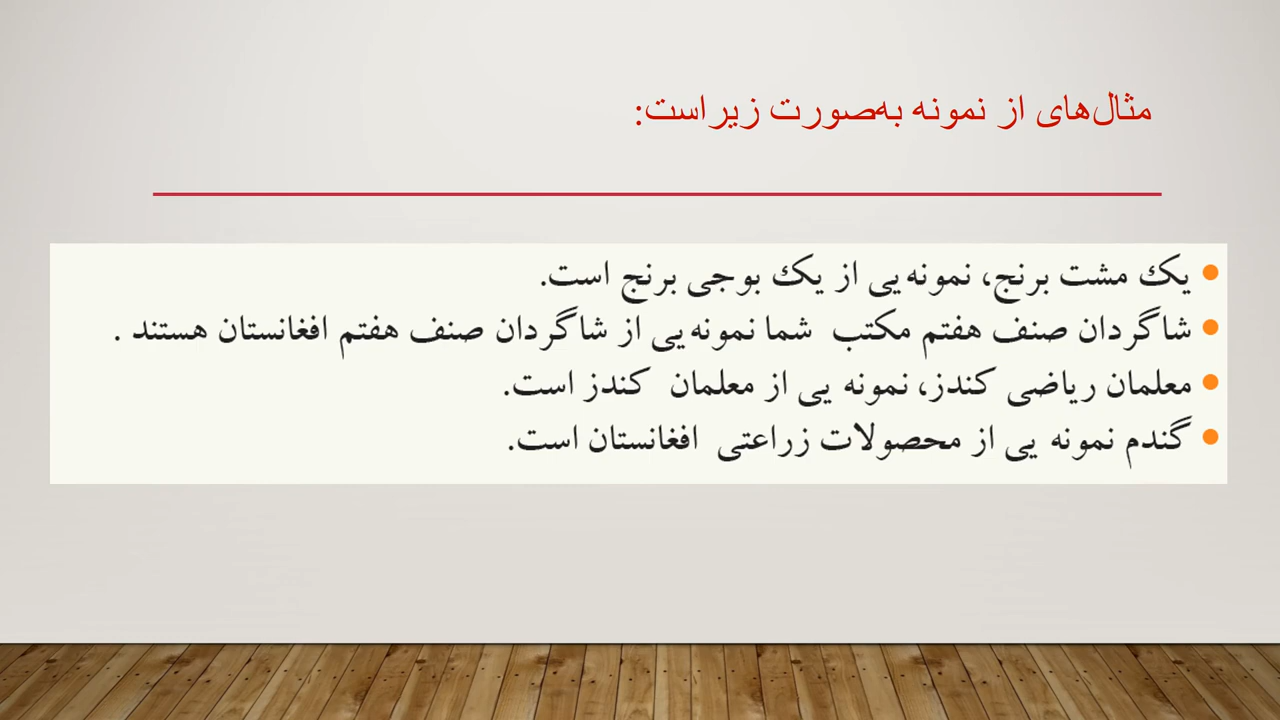 مثال‌های از نمونه به‌صورت زیراست:
• یک مشت برنج، نمونه‌یی از یک بوجی برنج است.
• شاگردان صنف هفتم مکتب شما نمونه‌یی از شاگردان صنف هفتم افغانستان هستند .
• معلمان ریاضی کندز، نمونه یی از معلمان کندز است.
• گندم نمونه یی از محصولات زراعتی افغانستان است.